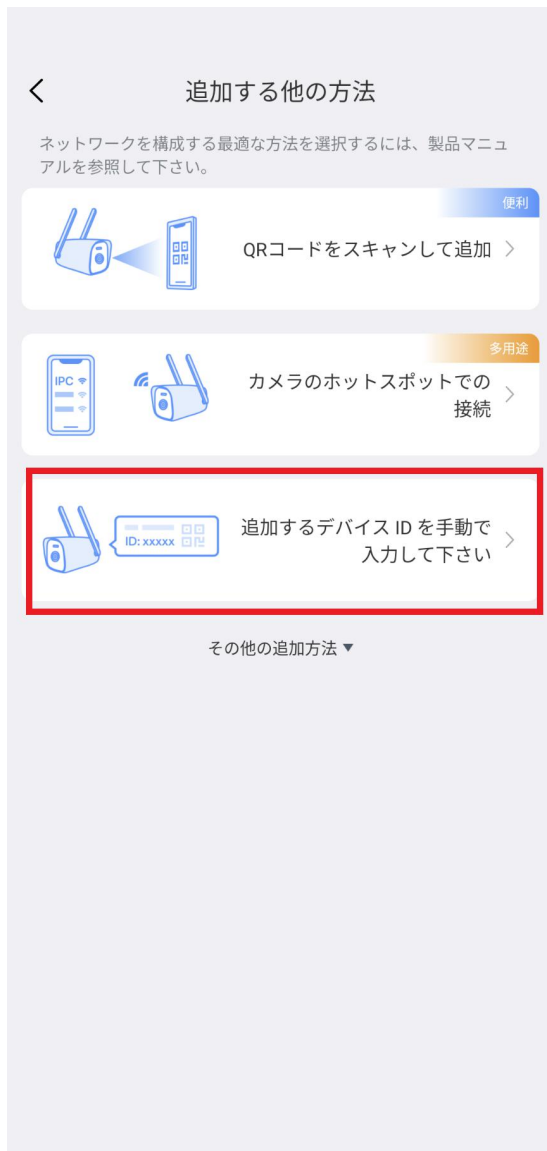 追加する他の方法
ネットワークを構成する最適な方法を選択するには、製品マニュ
アルを参照して下さい。
便利
QRコードをスキャンして追加
多用途
IPC
カメラのホットスポットでの
接続
ID: xxxxx
追加するデバイス ID を手動で
入力して下さい
その他の追加方法 ▼